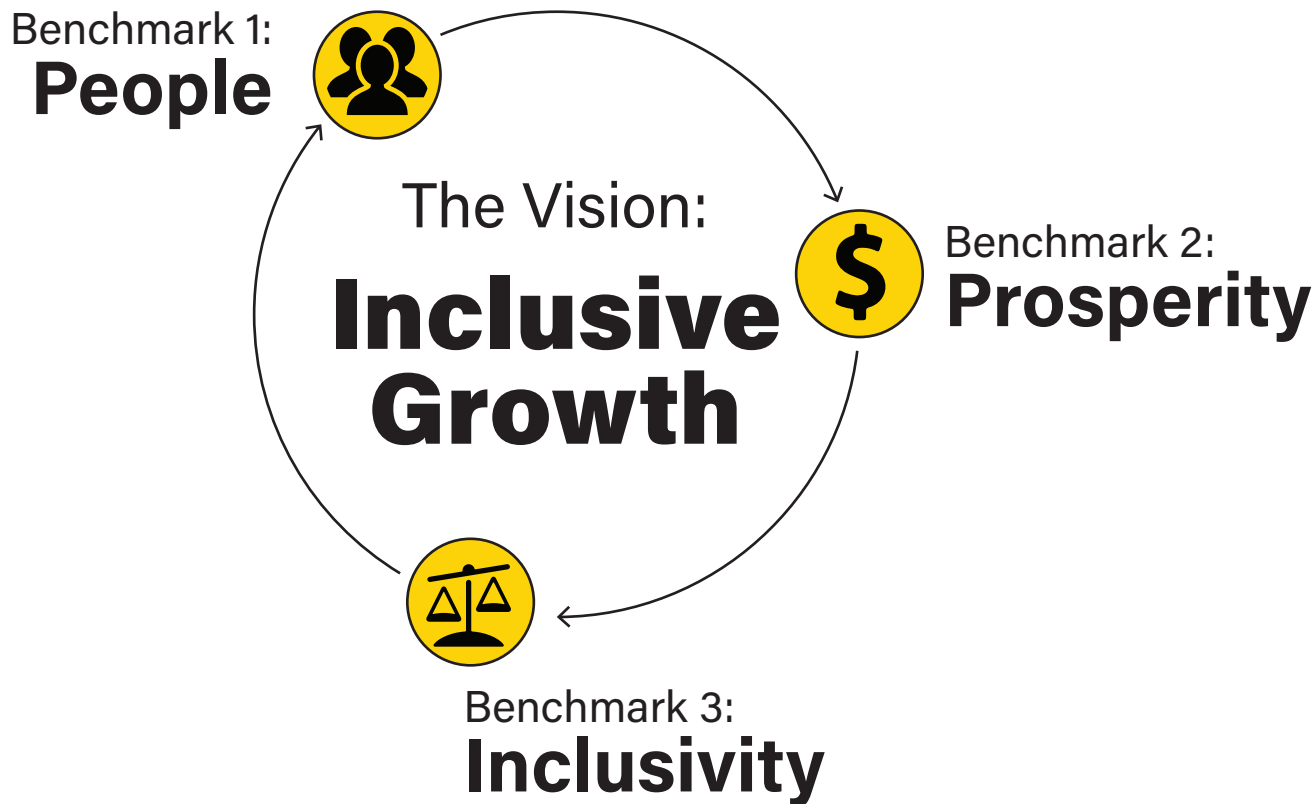 Benchmark 1:
People
The Vision:
Inclusive
Growth
$
Benchmark 2:
Prosperity
Benchmark 3:
Inclusivity